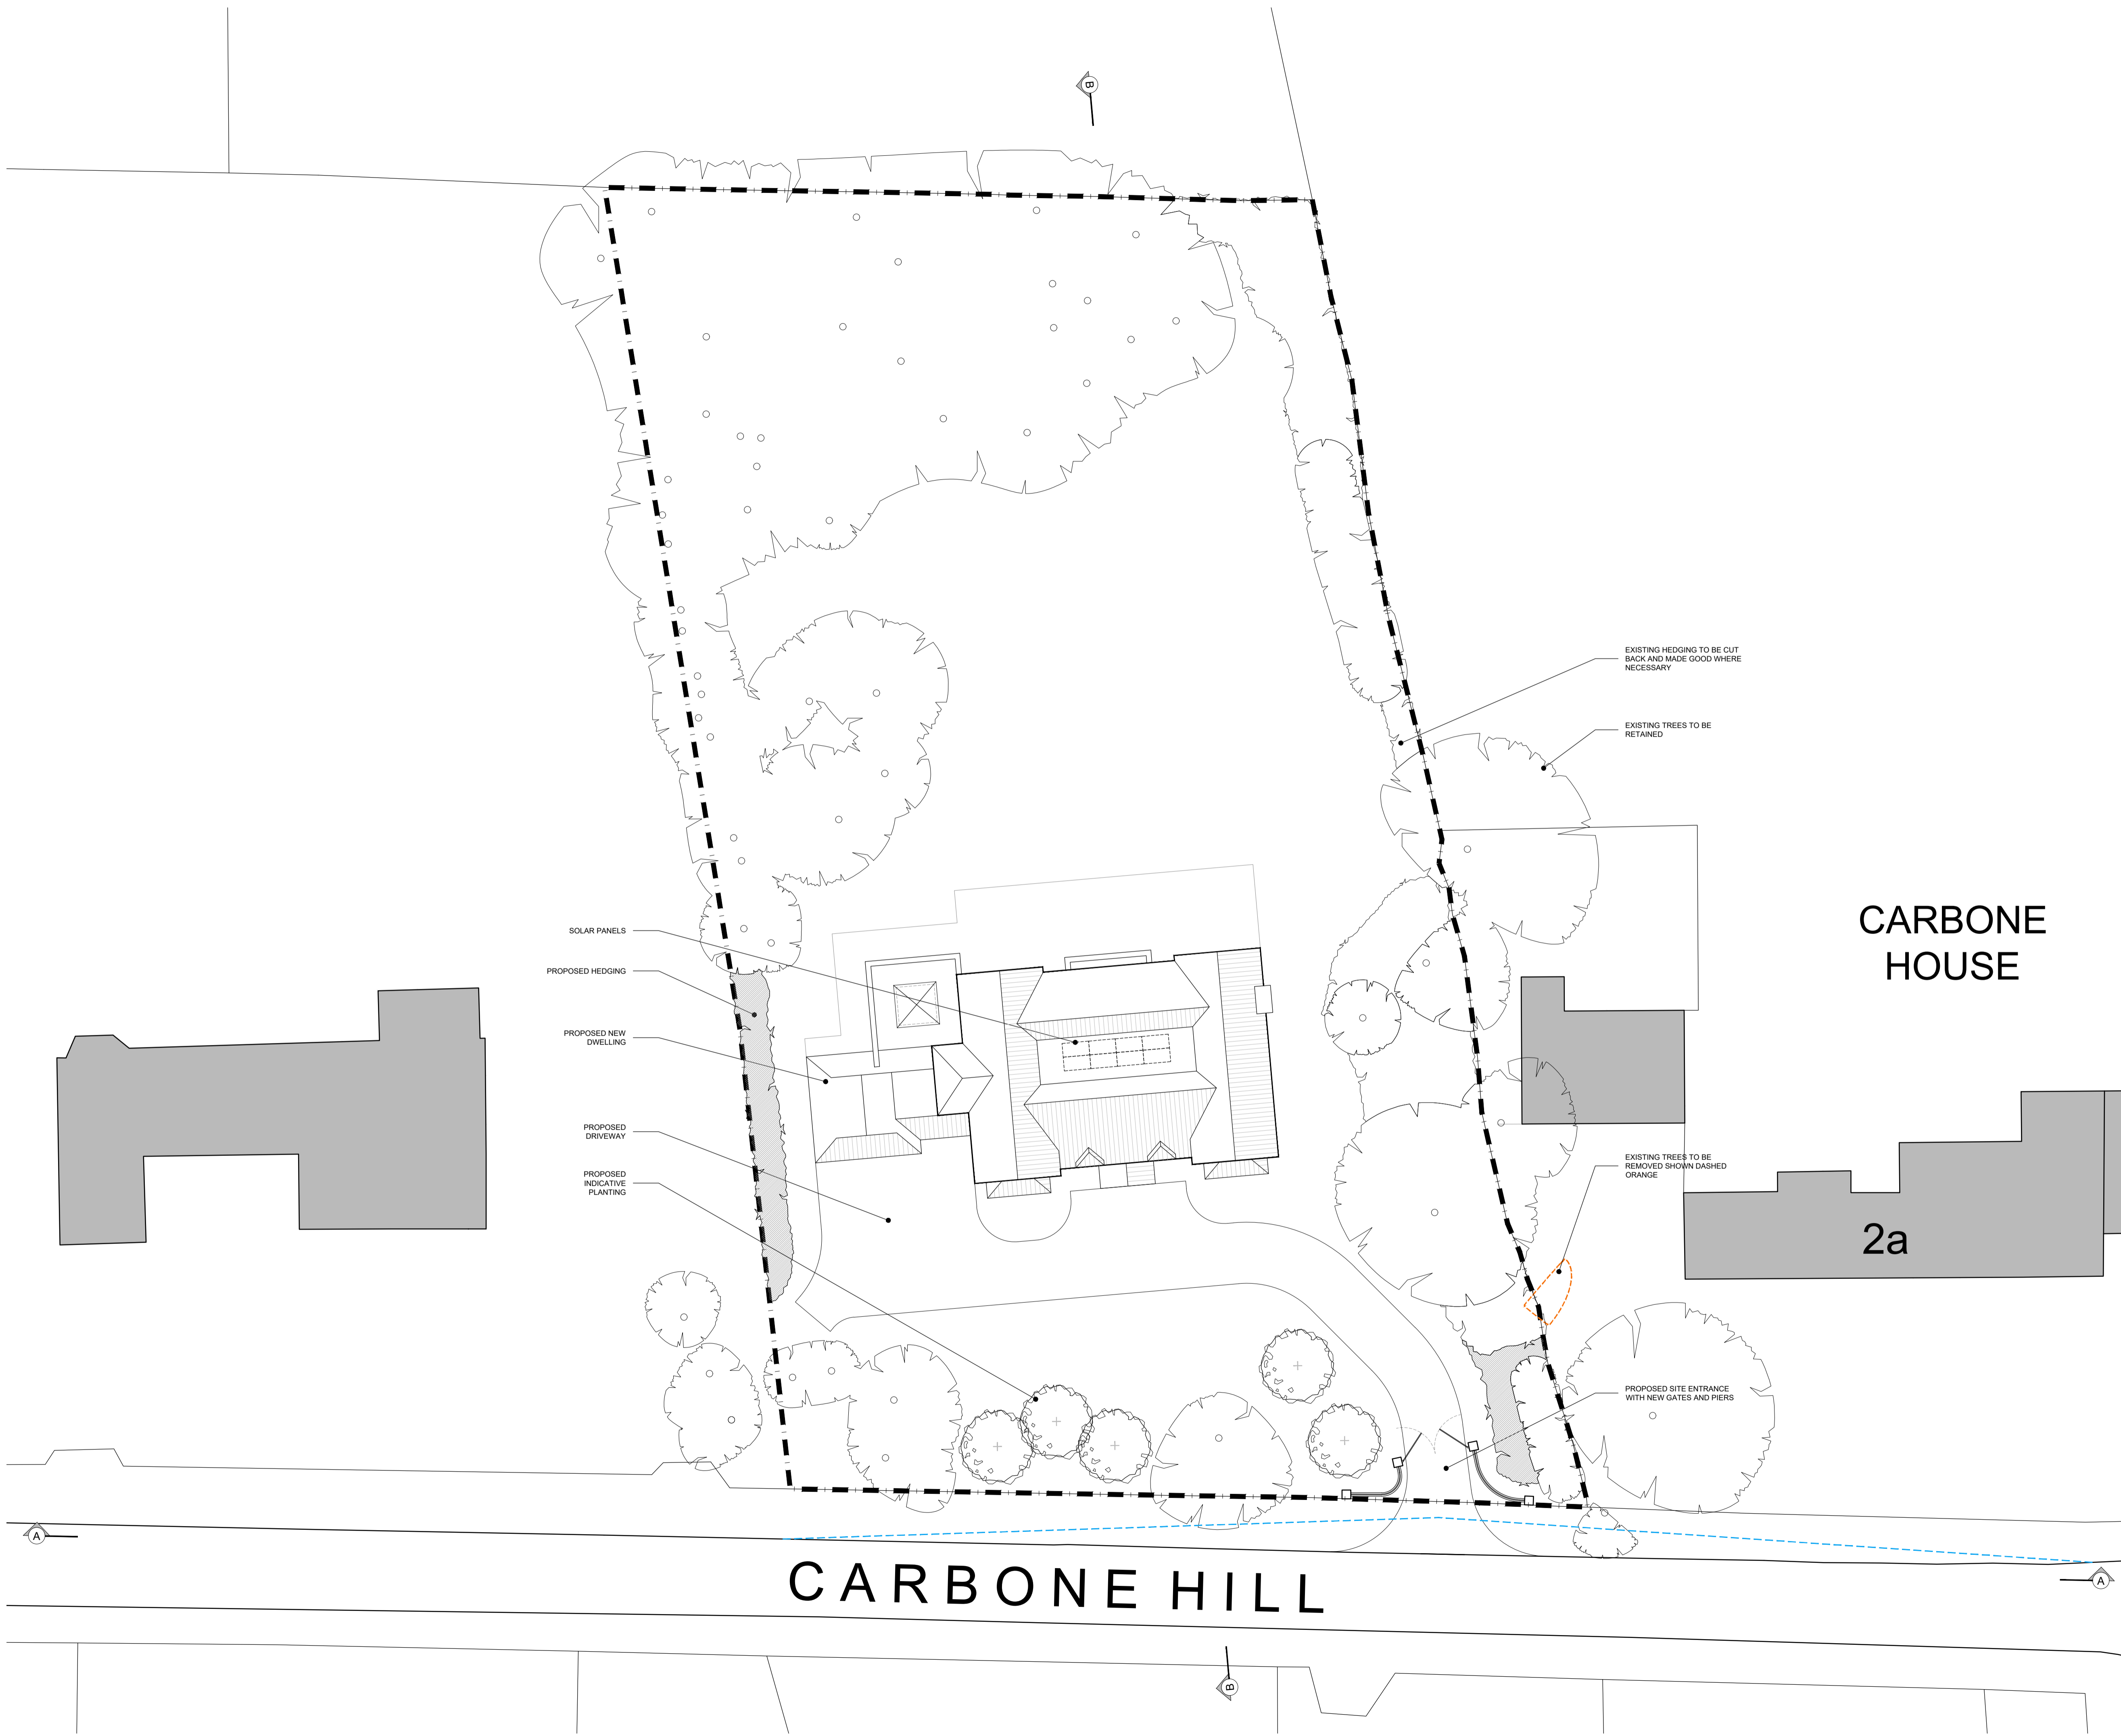 B
EXISTING HEDGING TO BE CUT
BACK AND MADE GOOD WHERE
NECESSARY
EXISTING TREES TO BE
RETAINED
CARBONE
HOUSE
SOLAR PANELS
PROPOSED HEDGING
PROPOSED NEW
DWELLING
PROPOSED
DRIVEWAY
PROPOSED
INDICATIVE
PLANTING
EXISTING TREES TO BE
REMOVED SHOWN DASHED
ORANGE
2a
PROPOSED SITE ENTRANCE
WITH NEW GATES AND PIERS
A
CARBONE HILL
A
B